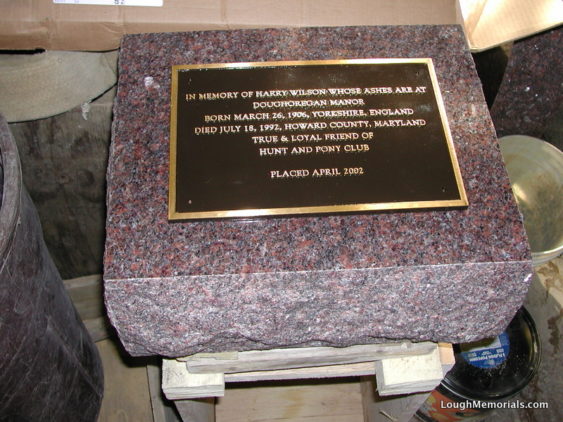 IN MEMORY OF HARRY WILSON WHOSE ASHES ARE AT
DOUGHOREGAN MANOR
BORN MARCH 26, 1906, YORKSHIRE, ENGLAND
DIED JULY 18, 1992, HOWARD COUNTY, MARYLAND
TRUE & LOYAL FRIEND OF
HUNT AND PONY CLUB
PLACED APRIL 2002
LoughMemorials.com